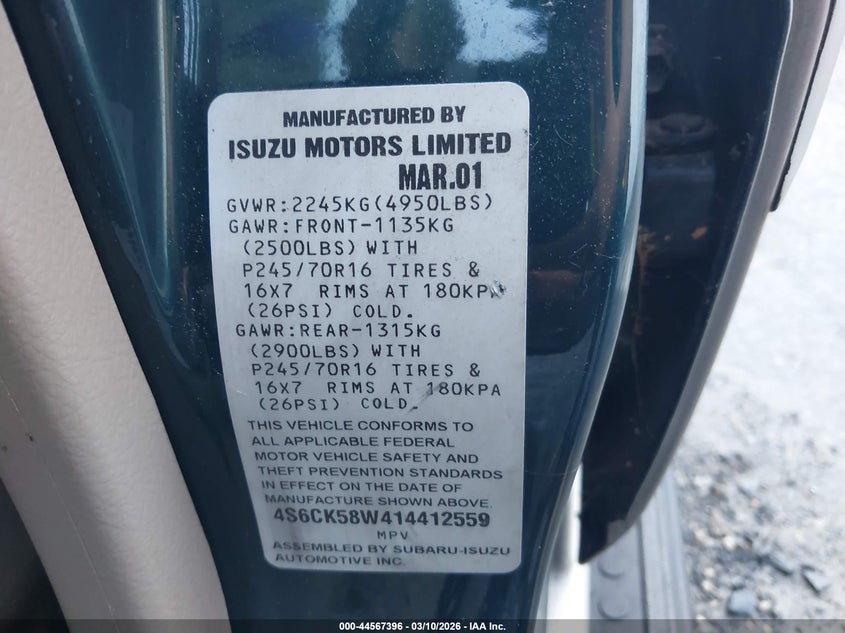 MANUFACTURED BY
ISUZU MOTORS LIMITED
MAR.01
GVWR:2245KG(4950LBS)
GAWR:FRONT-1135KG
(2500LBS) WITH
P245/70R16 TIRES &
16X7 RIMS AT 180KPA
(26PSI) COLD.
GAWR:REAR-1315KG
(2900LBS) WITH
P245/70R16 TIRES &
16X7 RIMS AT 180KPA
(26PSI) COLD.
THIS VEHICLE CONFORMS TO
ALL APPLICABLE FEDERAL
MOTOR VEHICLE SAFETY AND
THEFT PREVENTION STANDARDS
IN EFFECT ON THE DATE OF
MANUFACTURE SHOWN ABOVE.
4S6CK58W414412559
MPV
ASSEMBLED BY SUBARU-ISUZU
AUTOMOTIVE INC.
000-44567396 - 03/10/2026 - IAA Inc.